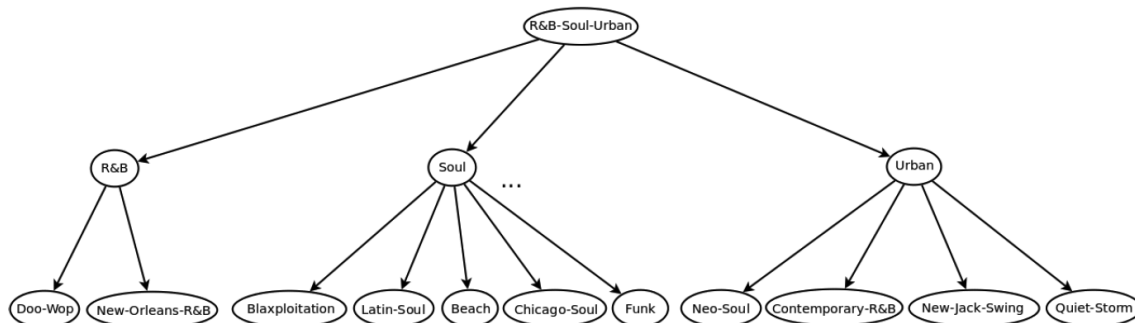 R&B-Soul-Urban
R&B
Soul
...
Urban
Doo-Wop
New-Orleans-R&B
Blaxploitation
Latin-Soul
Beach
Chicago-Soul
Funk
Neo-Soul
Contemporary-R&B
New-Jack-Swing
Quiet-Storm